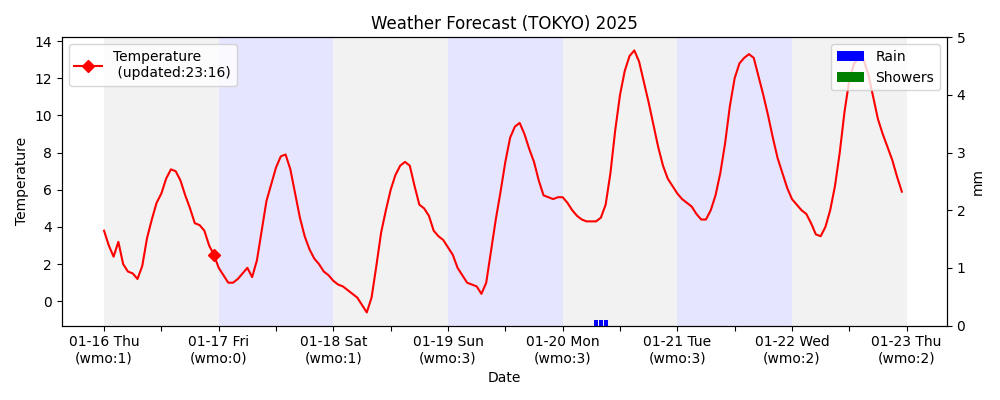 Weather Forecast (TOKYO) 2025
Temperature
(updated:23:16)
Rain
Showers
14
12
10
8
6
4
2
0
Temperature
5
4
3
2
1
0
mm
01-16 Thu
(wmo:1)
01-17 Fri
(wmo:0)
01-18 Sat
(wmo:1)
01-19 Sun
(wmo:3)
01-20 Mon
(wmo:3)
01-21 Tue
(wmo:3)
01-22 Wed
(wmo:2)
01-23 Thu
(wmo:2)
Date